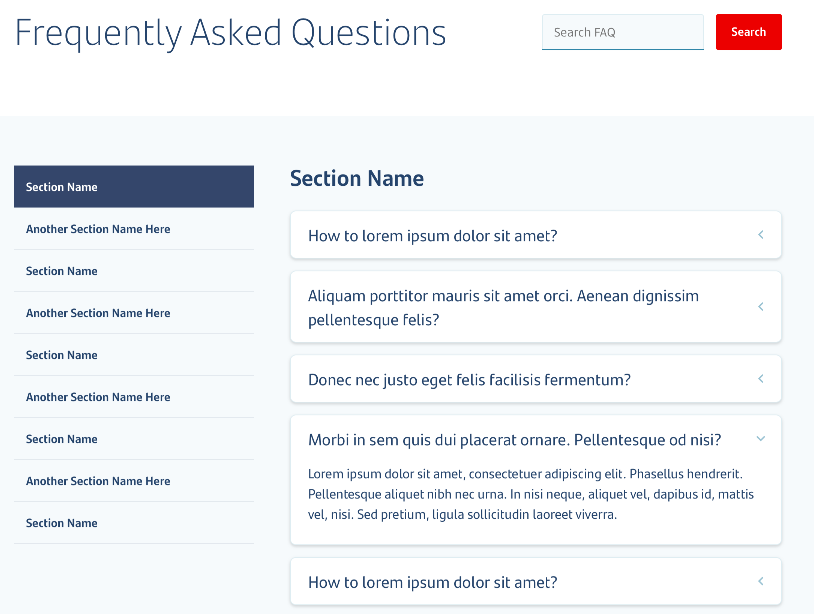 Frequently Asked Questions
Search FAQ
Search
Section Name
Another Section Name Here
Section Name
Another Section Name Here
Section Name
Another Section Name Here
Section Name
Another Section Name Here
Section Name
Section Name
How to lorem ipsum dolor sit amet?
Aliquam porttitor mauris sit amet orci. Aenean dignissim
pellentesque felis?
Donec nec justo eget felis facilisis fermentum?
Morbi in sem quis dui placerat ornare. Pellentesque od nisi?
Lorem ipsum dolor sit amet, consectetuer adipiscing elit. Phasellus hendrerit.
Pellentesque aliquet nibh nec urna. In nisi neque, aliquet vel, dapibus id, mattis
vel, nisi. Sed pretium, ligula sollicitudin laoreet viverra.
How to lorem ipsum dolor sit amet?